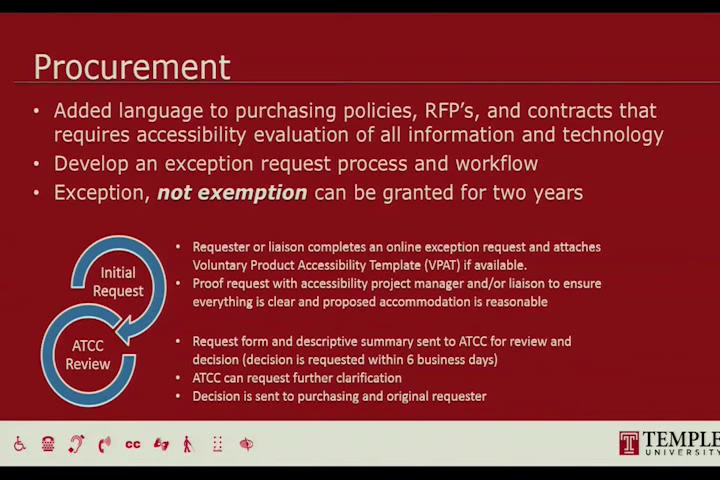 Procurement
• Added language to purchasing policies, RFP's, and contracts that
requires accessibility evaluation of all information and technology
• Develop an exception request process and workflow
• Exception, not exemption can be granted for two years
Initial
Request
• Requester or liaison completes an online exception request and attaches
Voluntary Product Accessibility Template (VPAT) if available.
• Proof request with accessibility project manager and/or liaison to ensure
everything is clear and proposed accommodation is reasonable
ATCC
Review
• Request form and descriptive summary sent to ATCC for review and
decision (decision is requested within 6 business days)
• ATCC can request further clarification
• Decision is sent to purchasing and original requester
CC
T TEMPLE
UNIVERSITY